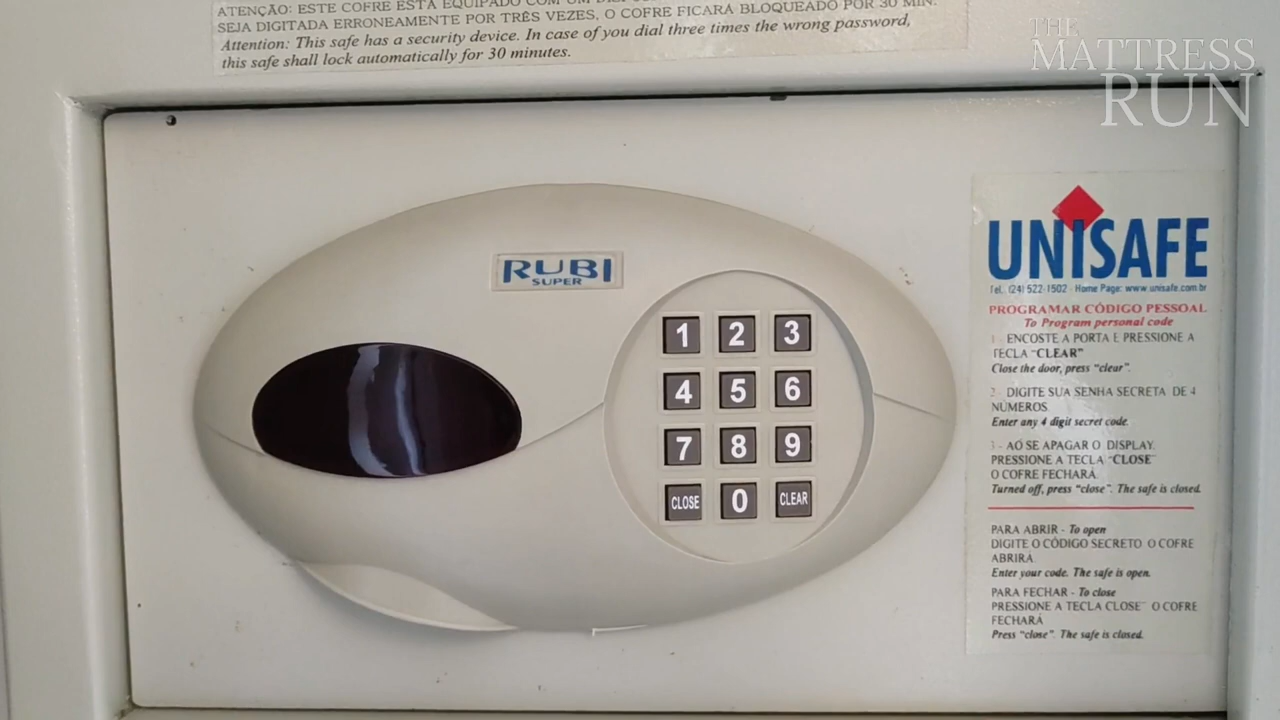 ATENÇÃO: ESTE COFRE ESTÁ EQUIPADO COM UM
SEJA DIGITADA ERRONEAMENTE POR TRÊS VEZES, O COFRE FICARÁ BLOQUEADO POR 30 MIN.
Attention: This safe has a security device. In case of you dial three times the wrong password,
this safe shall lock automatically for 30 minutes.
THE
MATTRESS
RUN
RUBI
SUPER
1 2 3
4 5 6
7 8 9
CLOSE 0 CLEAR
UNISAFE
Tel.: (24) 522-1502 - Home Page: www.unisafe.com.br
PROGRAMAR CÓDIGO PESSOAL
To Program personal code
1 - ENCOSTE A PORTA E PRESSIONE A
TECLA "CLEAR"
Close the door, press "clear".
2 - DIGITE SUA SENHA SECRETA DE 4
NÚMEROS.
Enter any 4 digit secret code.
3 - AO SE APAGAR O DISPLAY,
PRESSIONE A TECLA "CLOSE"
O COFRE FECHARÁ.
Turned off, press "close". The safe is closed.
PARA ABRIR - To open
DIGITE O CÓDIGO SECRETO O COFRE
ABRIRÁ.
Enter your code. The safe is open.
PARA FECHAR - To close
PRESSIONE A TECLA CLOSE" O COFRE
FECHARÁ
Press "close". The safe is closed.